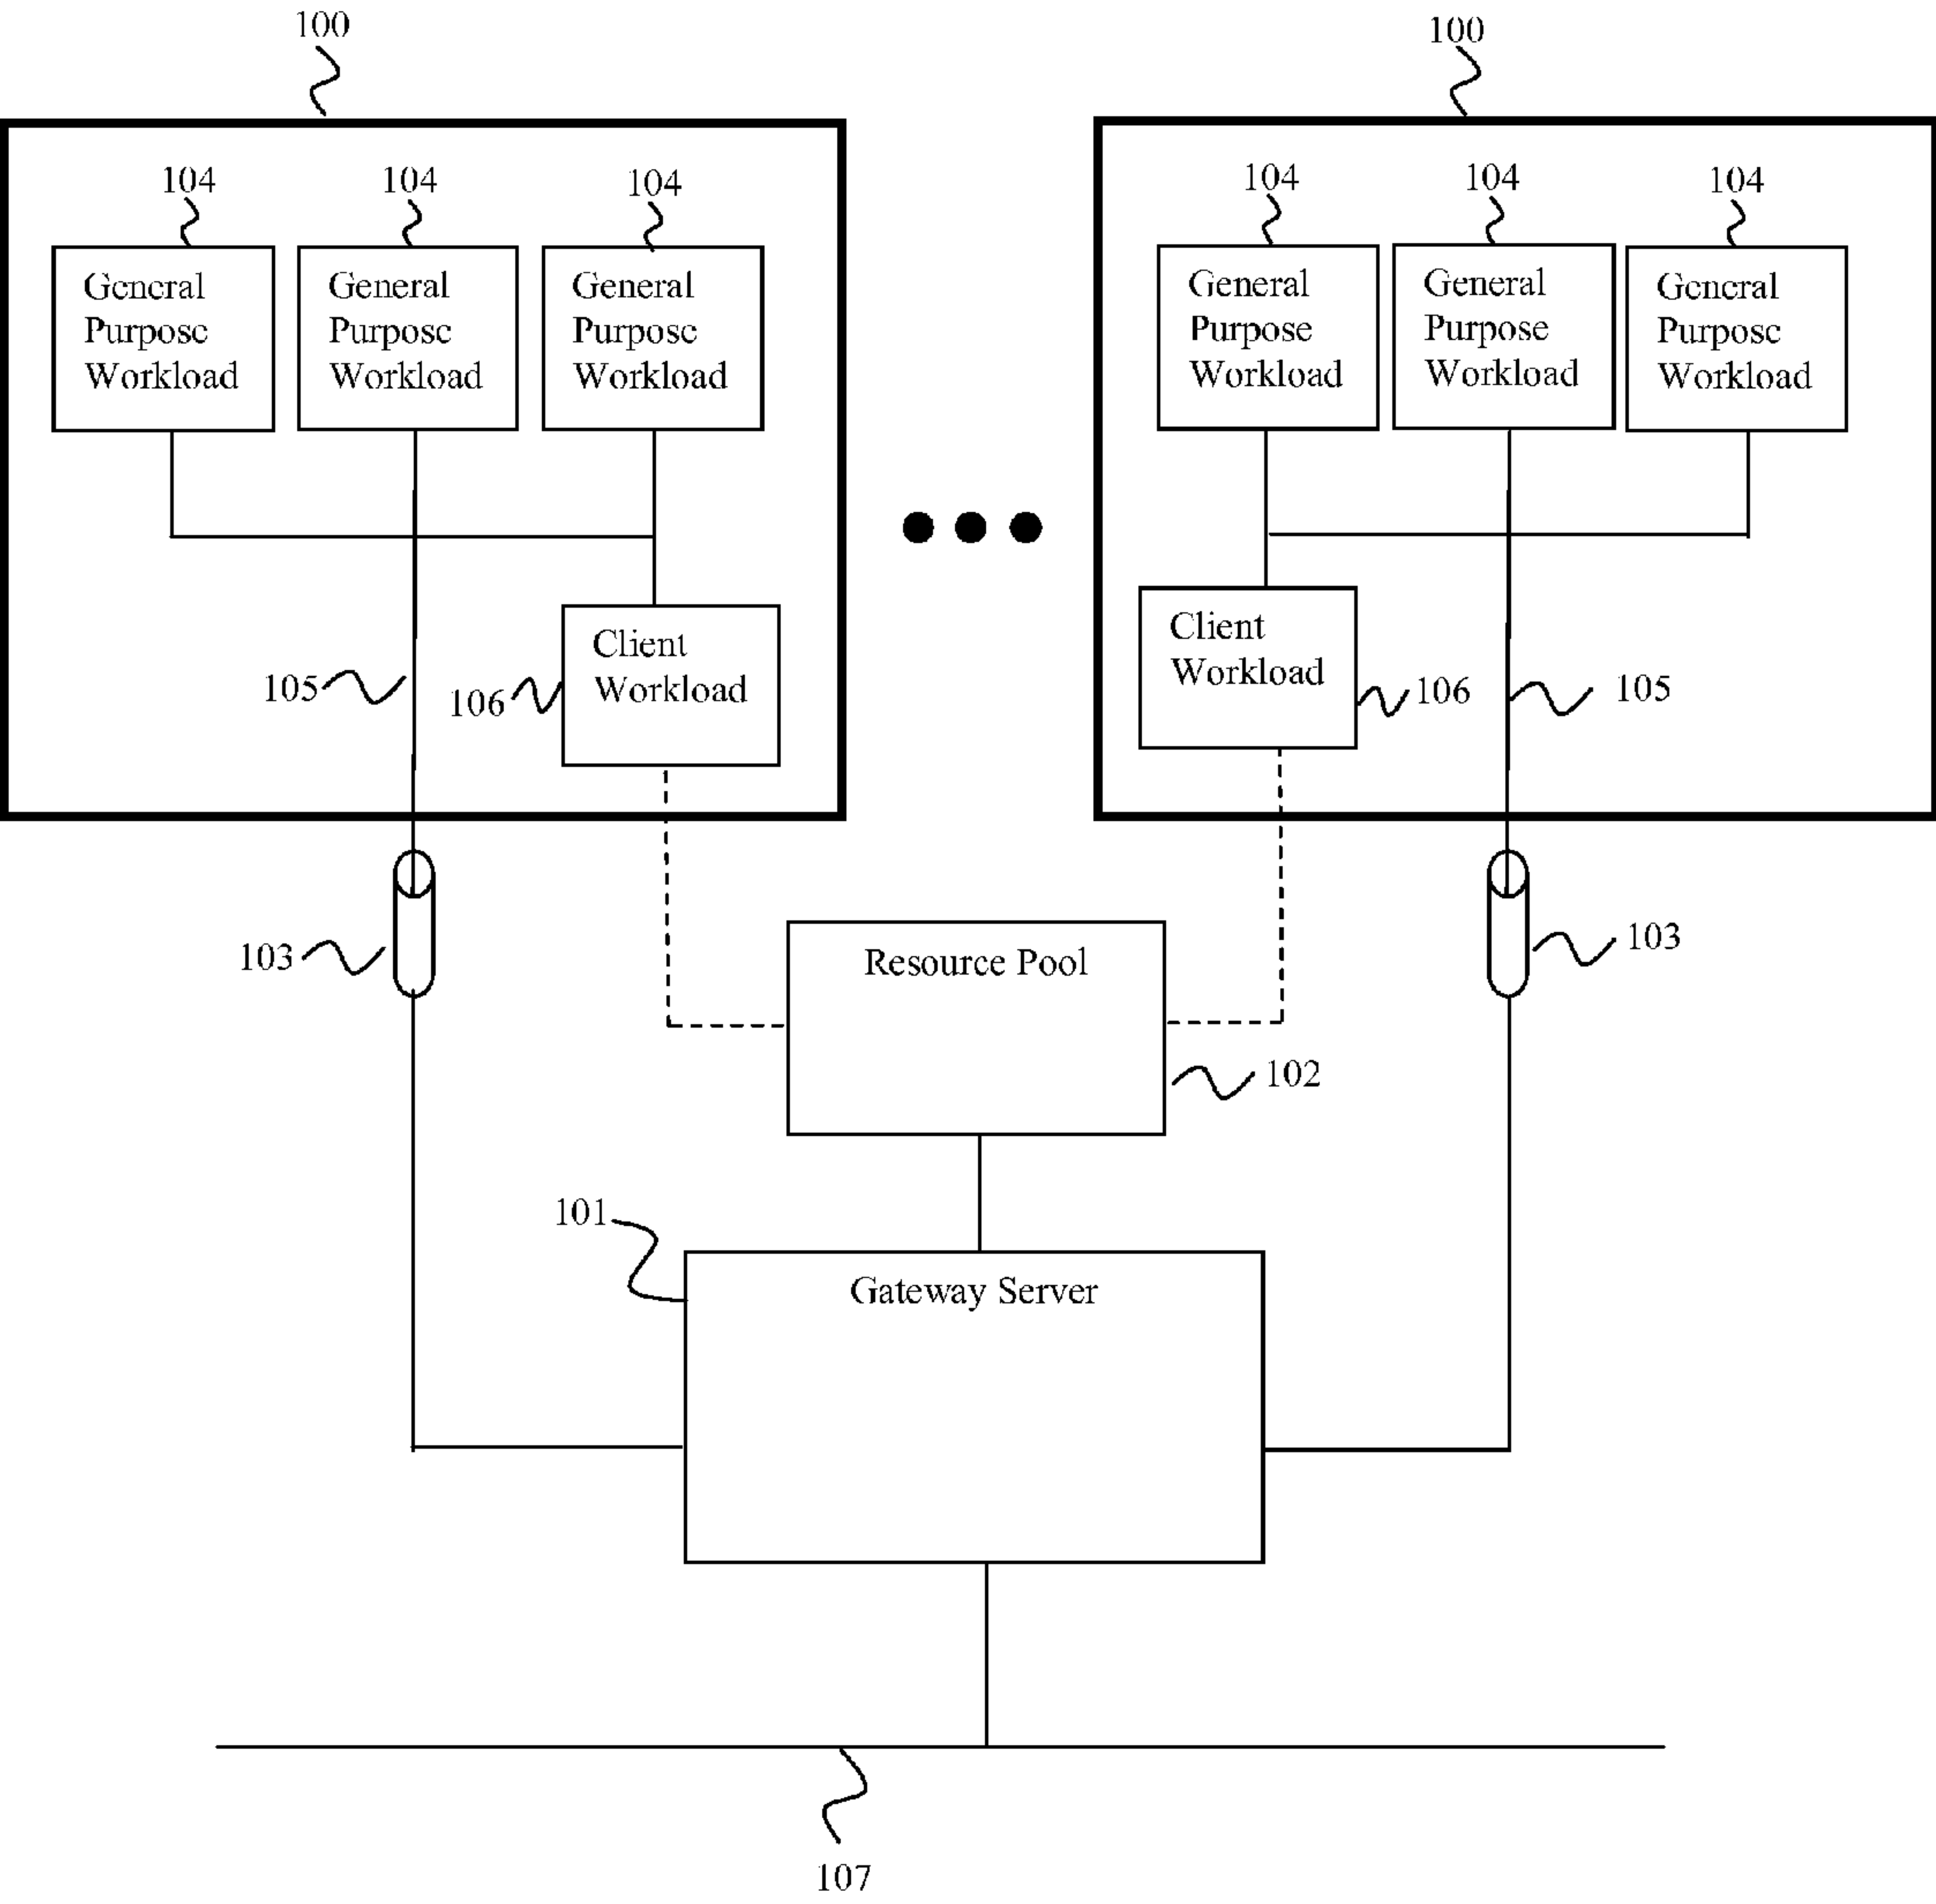 100
100
104
104
104
104
104
104
General
Purpose
Workload
General
Purpose
Workload
General
Purpose
Workload
General
Purpose
Workload
General
Purpose
Workload
General
Purpose
Workload
Client
Workload
Client
Workload
105
106
106
105
103
103
Resource Pool
102
101
Gateway Server
107